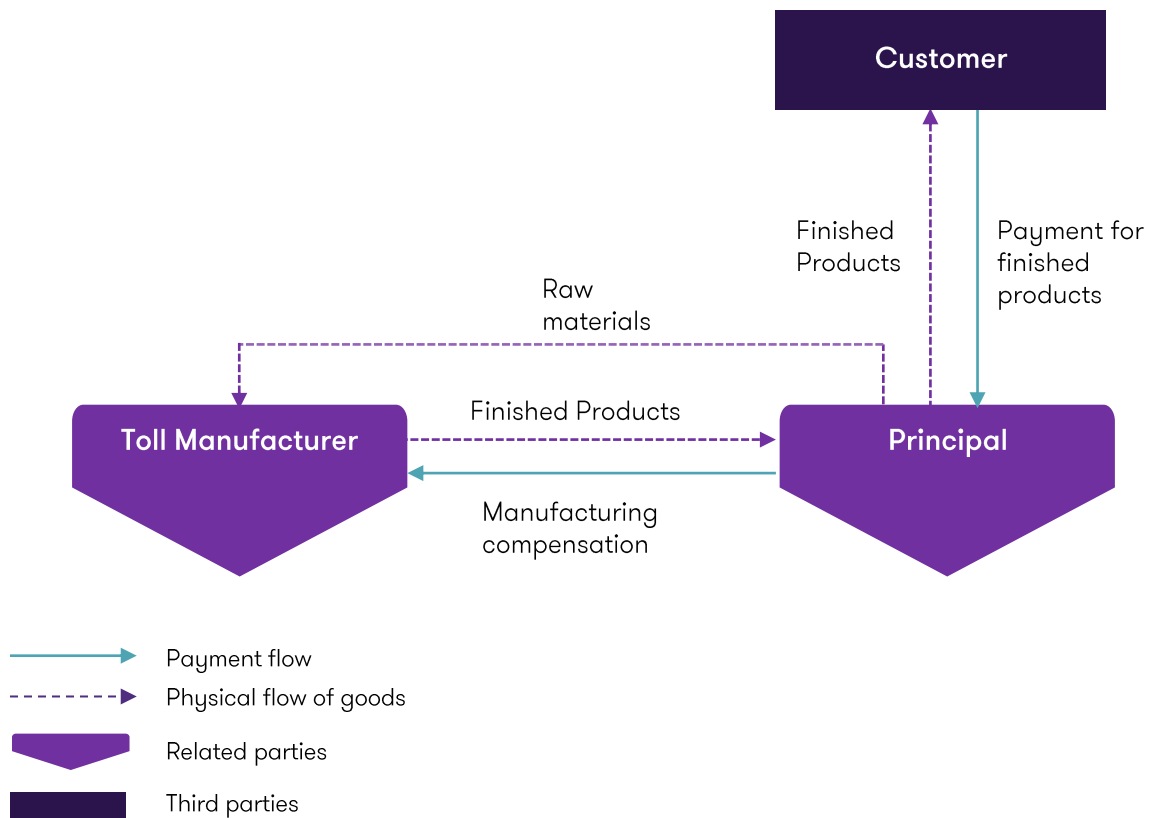 Customer
Finished
Products
Payment for
finished
products
Raw
materials
Finished Products
Toll Manufacturer
Principal
Manufacturing
compensation
Payment flow
Physical flow of goods
Related parties
Third parties